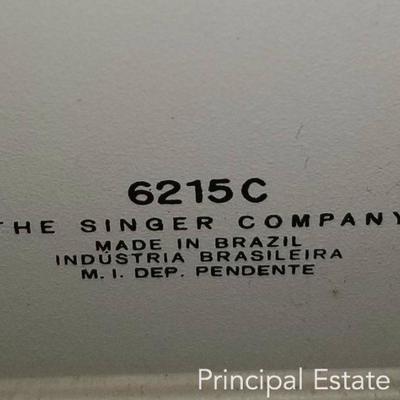 6215C
THE SINGER COMPANY
MADE IN BRAZIL
INDÚSTRIA BRASILEIRA
M. I. DEP. PENDENTE
Principal Estate